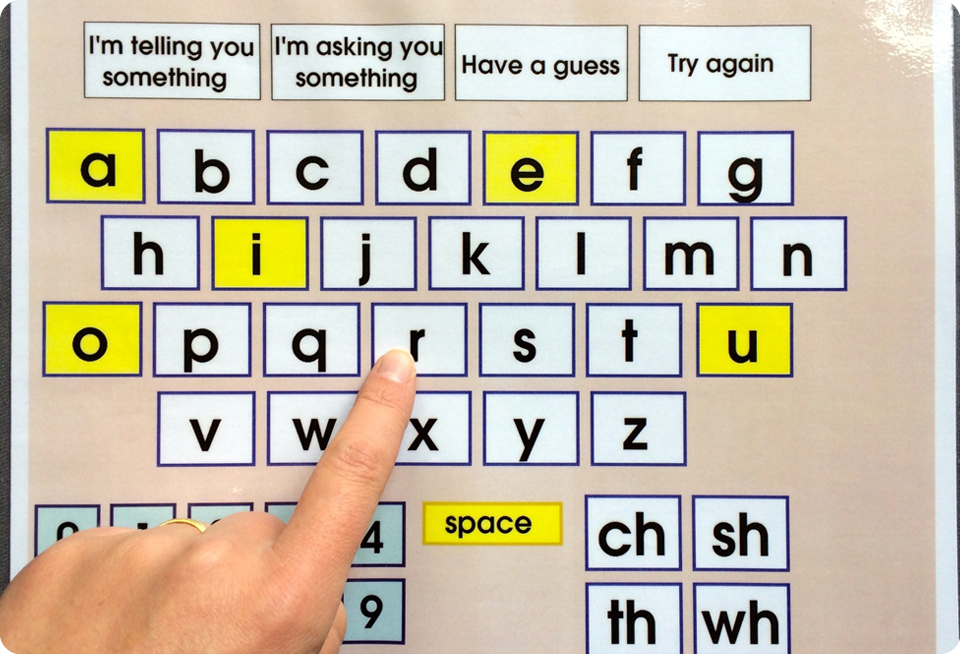 I'm telling you something I'm asking you something Have a guess Try again
a b c d e f g
h i j k l m n
o p q r s t u
v w x y z
4 space ch sh
9 th wh